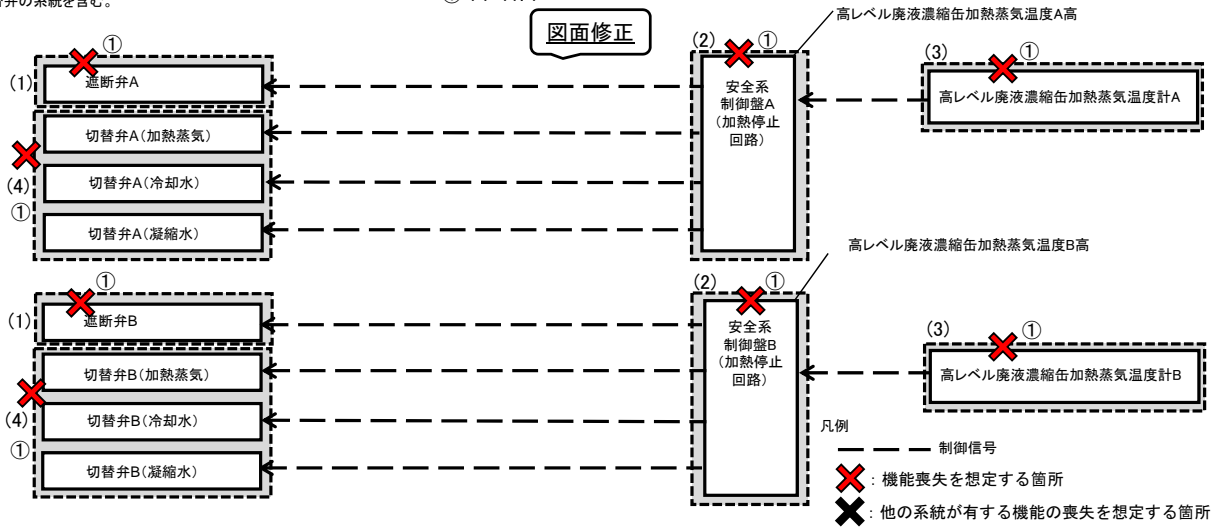 替弁の系統を含む。
図面修正
高レベル廃液濃縮缶加熱蒸気温度A高
(1)
①
遮断弁A
(2)
①
安全系
制御盤A
(加熱停止
回路)
(3)
①
高レベル廃液濃縮缶加熱蒸気温度計A
切替弁A(加熱蒸気)
(4)
①
切替弁A(冷却水)
切替弁A(凝縮水)
高レベル廃液濃縮缶加熱蒸気温度B高
(1)
①
遮断弁B
(2)
①
安全系
制御盤B
(加熱停止
回路)
(3)
①
高レベル廃液濃縮缶加熱蒸気温度計B
切替弁B(加熱蒸気)
(4)
①
切替弁B(冷却水)
切替弁B(凝縮水)
凡例
制御信号
：機能喪失を想定する箇所
：他の系統が有する機能の喪失を想定する箇所